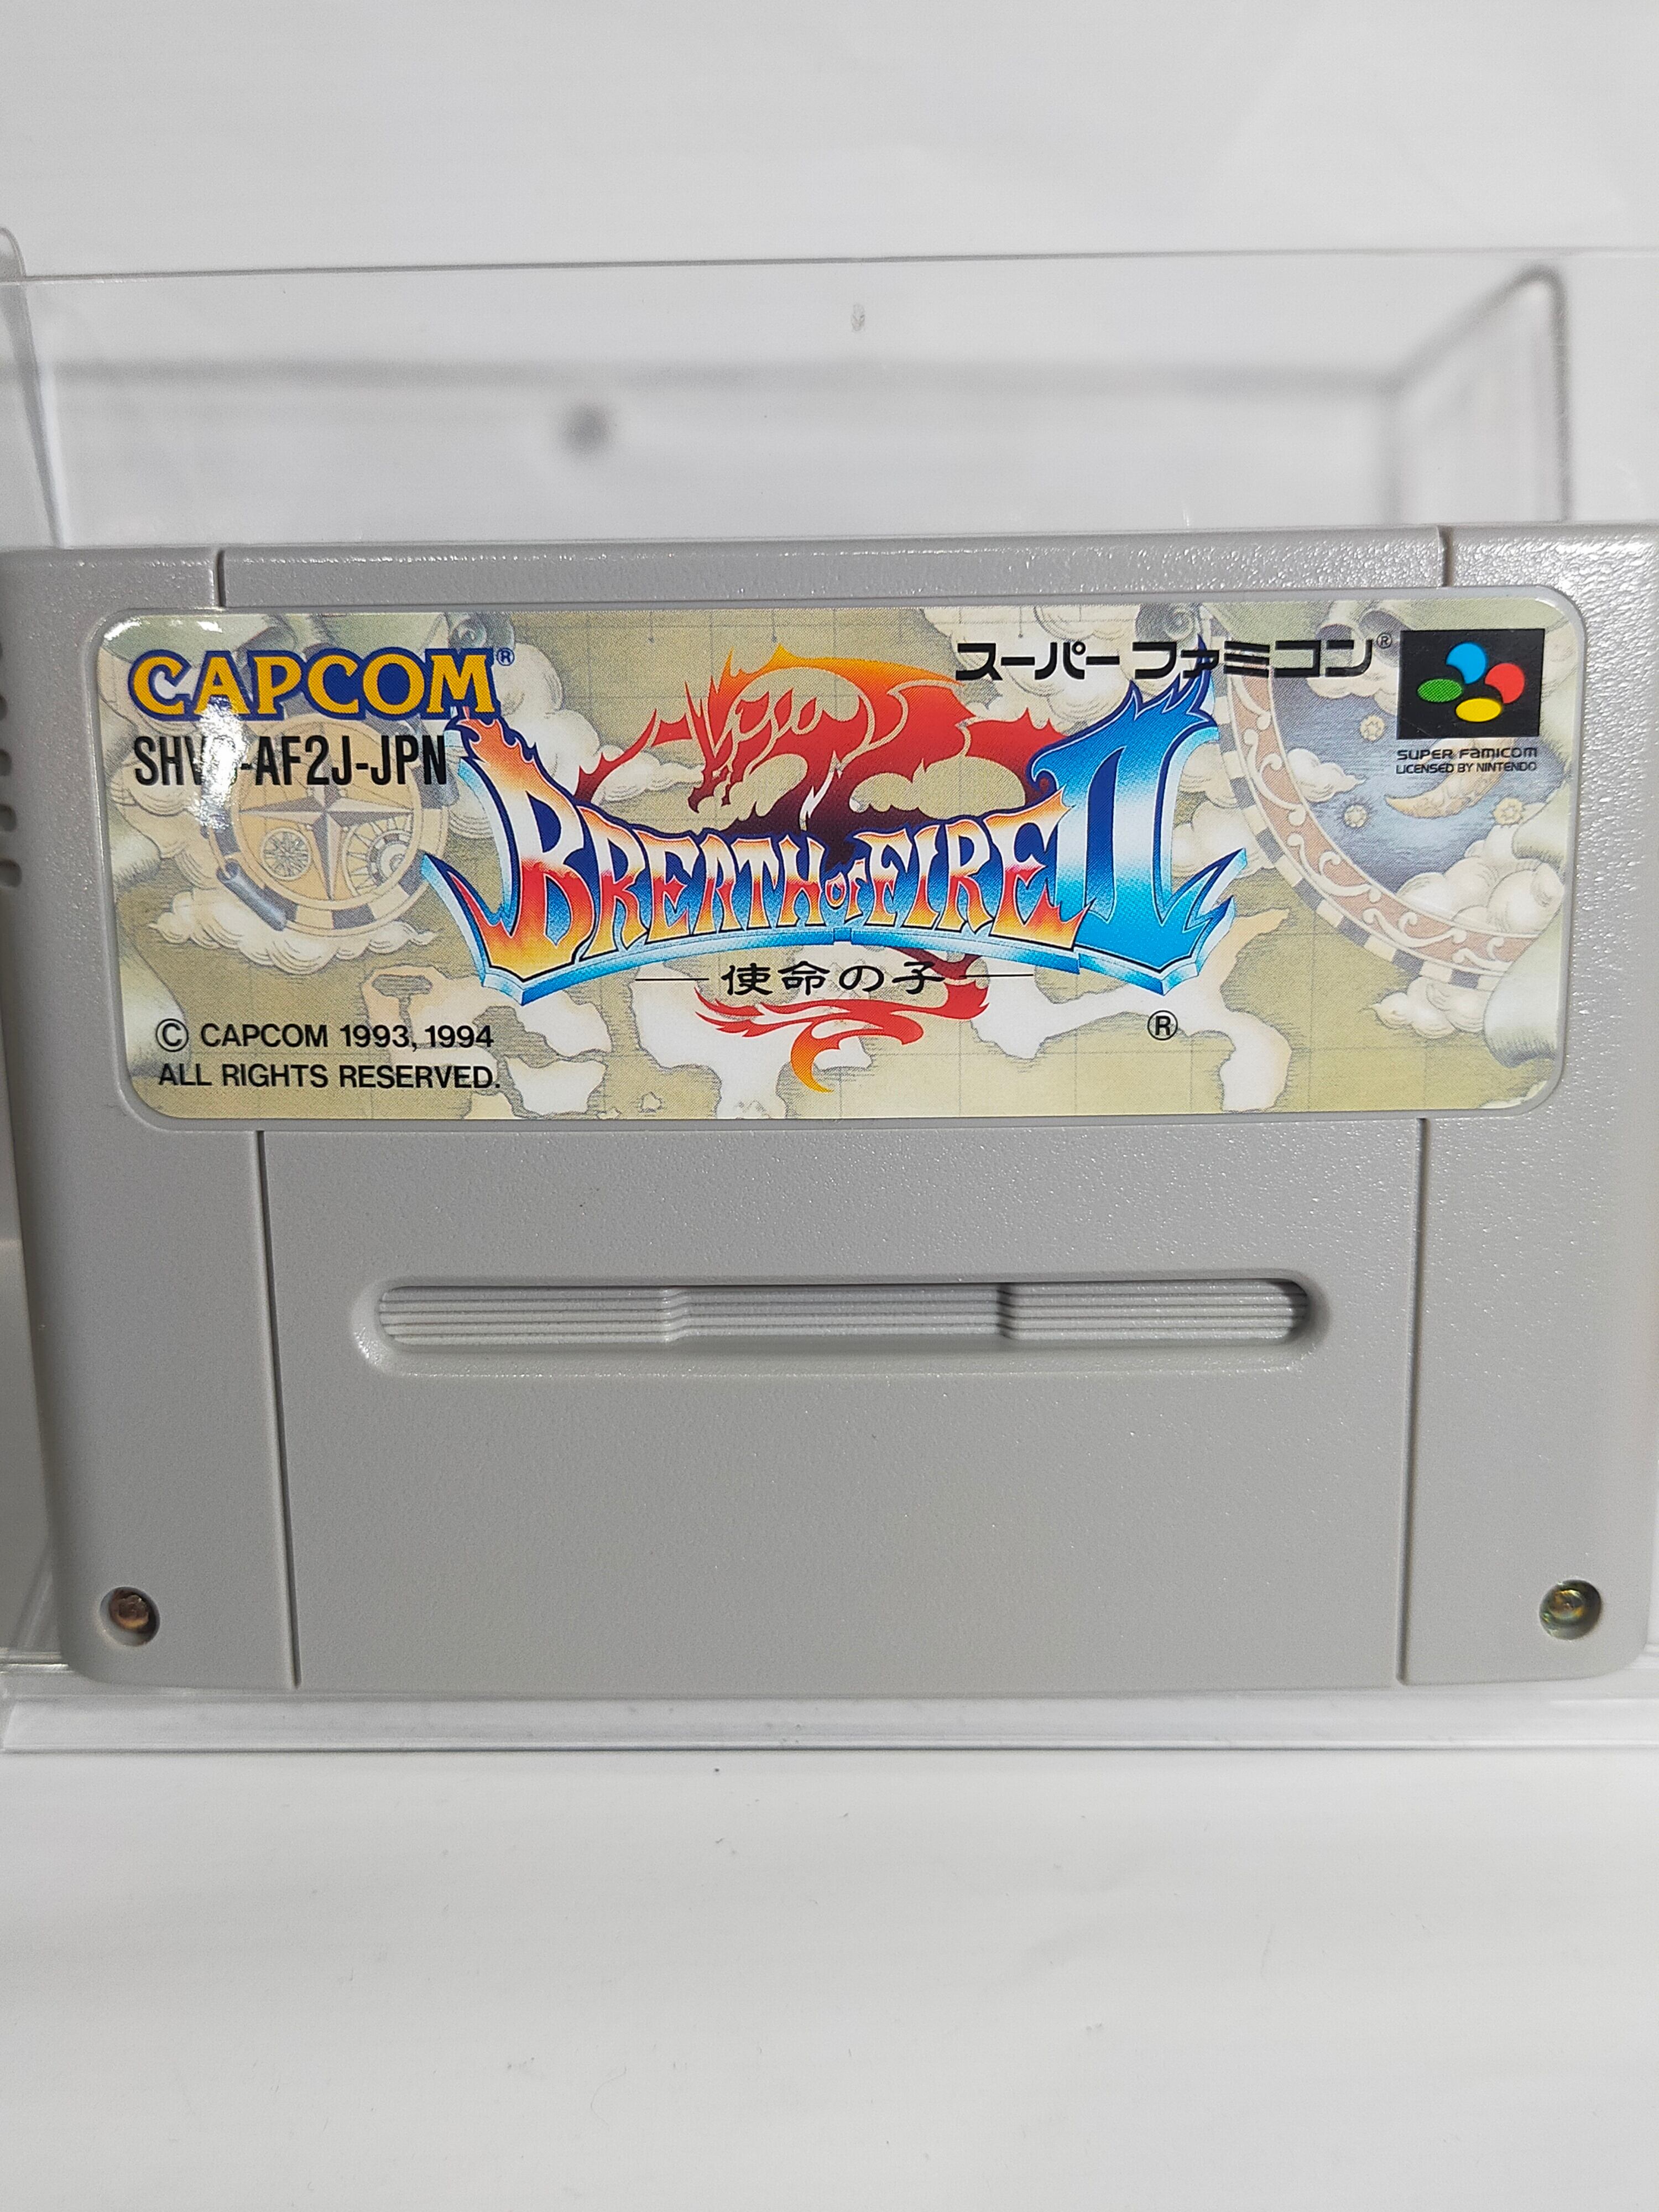 CAPCOM®
スーパーファミコン®
SUPER FAMICOM
LICENSED BY NINTENDO
BREATH OF FIRE II
使命の子
®
© CAPCOM 1993, 1994
ALL RIGHTS RESERVED.